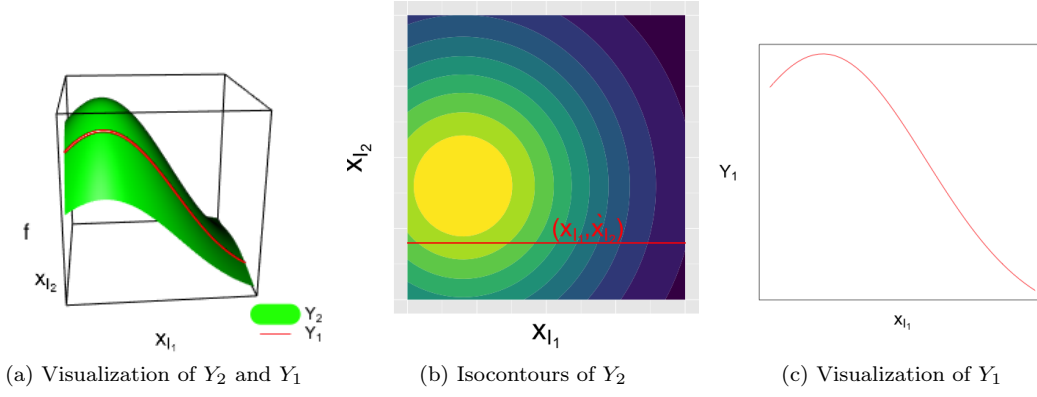 f
x_{I_2}
x_{I_1}
Y_2
Y_1
x_{I_2}
(x_{I_1}, \dot{x}_{I_2})
x_{I_1}
Y_1
x_{I_1}
(a) Visualization of Y_2 and Y_1
(b) Isocontours of Y_2
(c) Visualization of Y_1